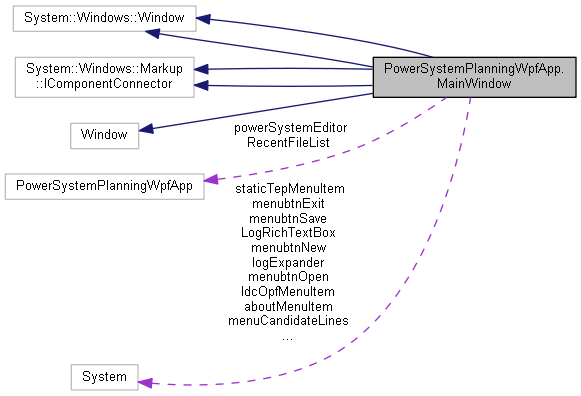 System::Windows::Window
System::Windows::Markup
::IComponentConnector
PowerSystemPlanningWpfApp.
MainWindow
Window
powerSystemEditor
RecentFileList
PowerSystemPlanningWpfApp
staticTepMenuItem
menubtnExit
menubtnSave
LogRichTextBox
menubtnNew
logExpander
menubtnOpen
ldcOpfMenuItem
aboutMenuItem
menuCandidateLines
...
System